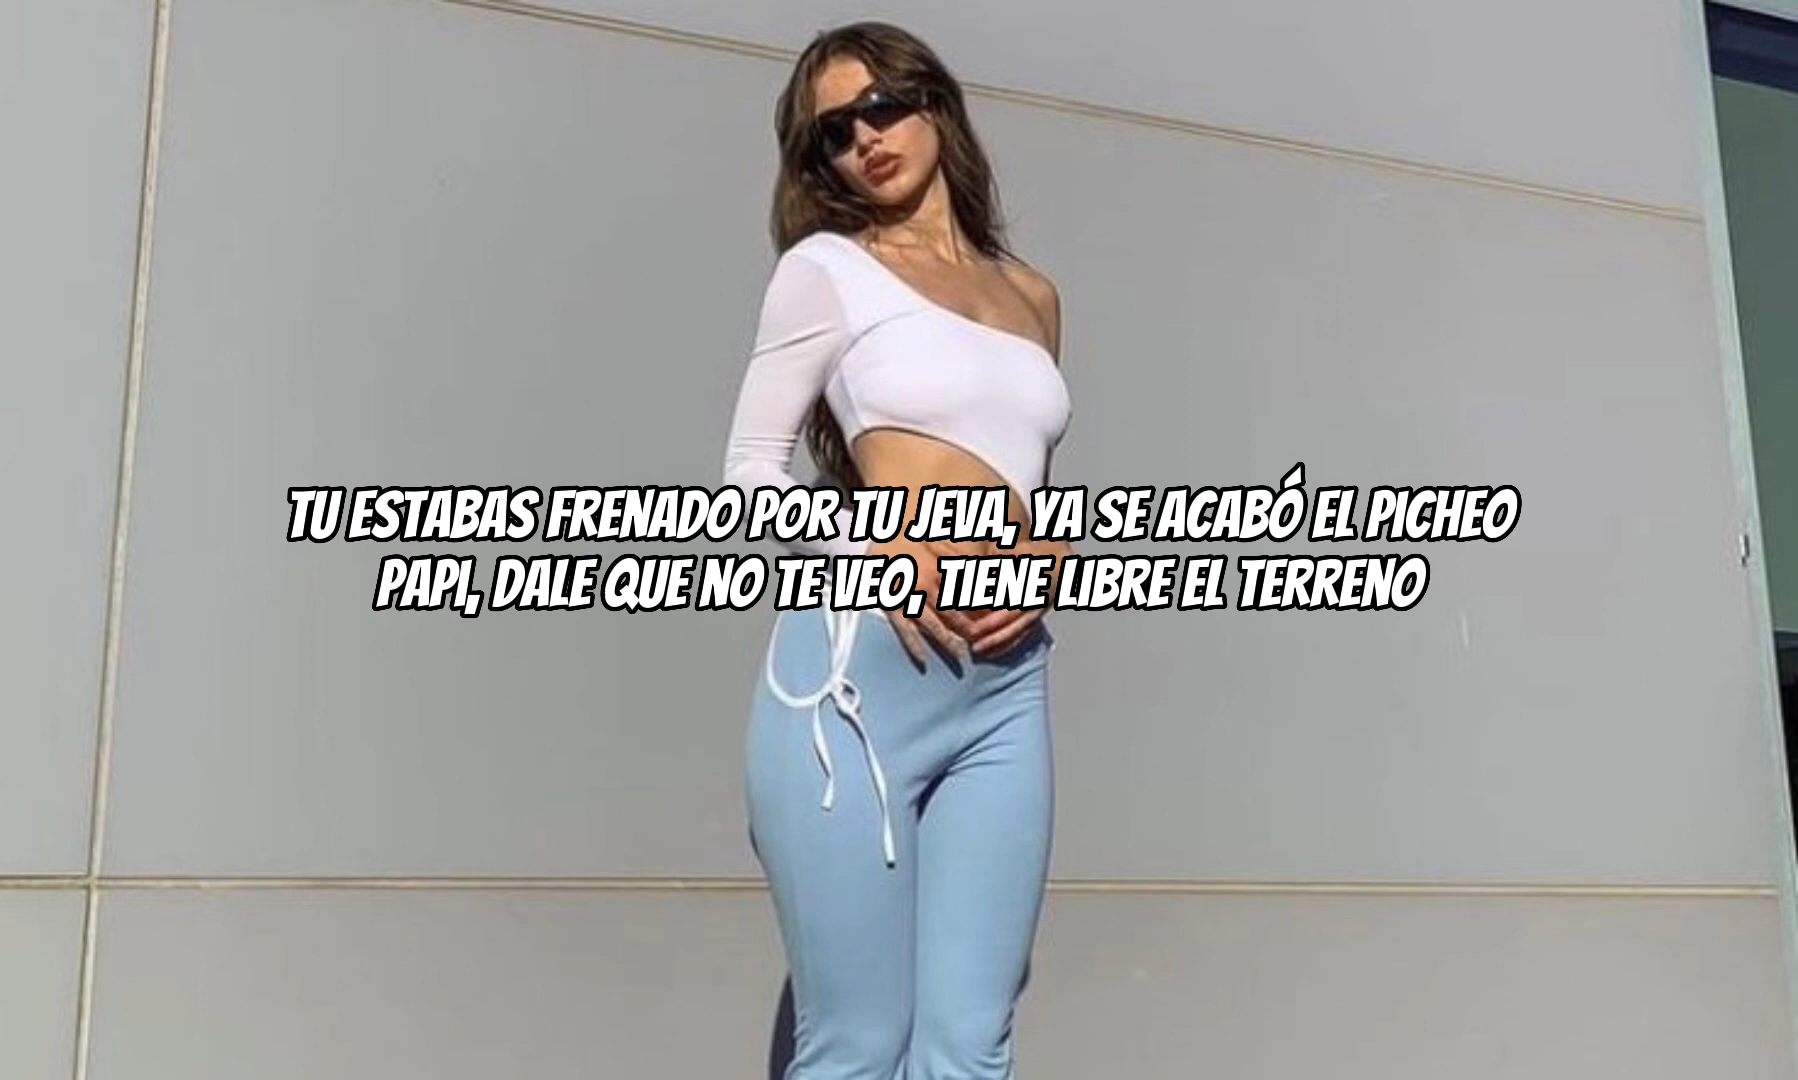 TU ESTABAS FRENADO POR TU JEVA, YA SE ACABÓ EL PICHEO
PAPI, DALE QUE NO TE VEO, TIENE LIBRE EL TERRENO